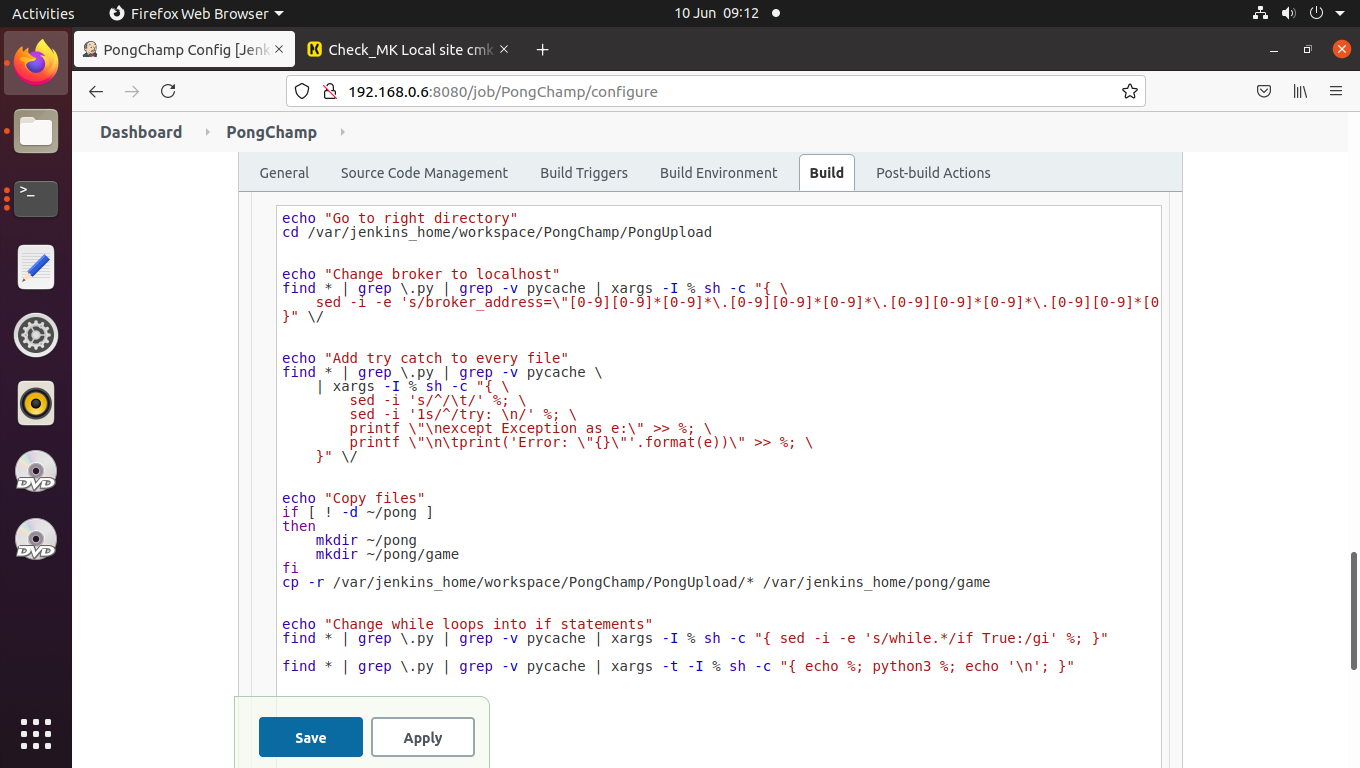 Activities
Firefox Web Browser
10 Jun 09:12
PongChamp Config [Jenk
Check_MK Local site cmk
192.168.0.6:8080/job/PongChamp/configure
Dashboard
PongChamp
General
Source Code Management
Build Triggers
Build Environment
Build
Post-build Actions
echo "Go to right directory"
cd /var/jenkins_home/workspace/PongChamp/PongUpload
echo "Change broker to localhost"
find * | grep \.py | grep -v pycache | xargs -I % sh -c "{ \
sed -i -e 's/broker_address=\"[0-9][0-9]*[0-9]*\.[0-9][0-9]*[0-9]*\.[0-9][0-9]*[0-9]*\.[0-9][0-9]*[0
}" \/
echo "Add try catch to every file"
find * | grep \.py | grep -v pycache \
| xargs -I % sh -c "{ \
sed -i 's/^/\t/' %; \
sed -i '1s/^/try: \n/' %; \
printf \"\nexcept Exception as e:\" >> %; \
printf \"\n\tprint('Error: \"{}\"'.format(e))\" >> %; \
}" \/
echo "Copy files"
if [ ! -d ~/pong ]
then
mkdir ~/pong
mkdir ~/pong/game
fi
cp -r /var/jenkins_home/workspace/PongChamp/PongUpload/* /var/jenkins_home/pong/game
echo "Change while loops into if statements"
find * | grep \.py | grep -v pycache | xargs -I % sh -c "{ sed -i -e 's/while.*/if True:/gi' %; }"
find * | grep \.py | grep -v pycache | xargs -t -I % sh -c "{ echo %; python3 %; echo '\n'; }"
Save
Apply
>_
DVD
DVD